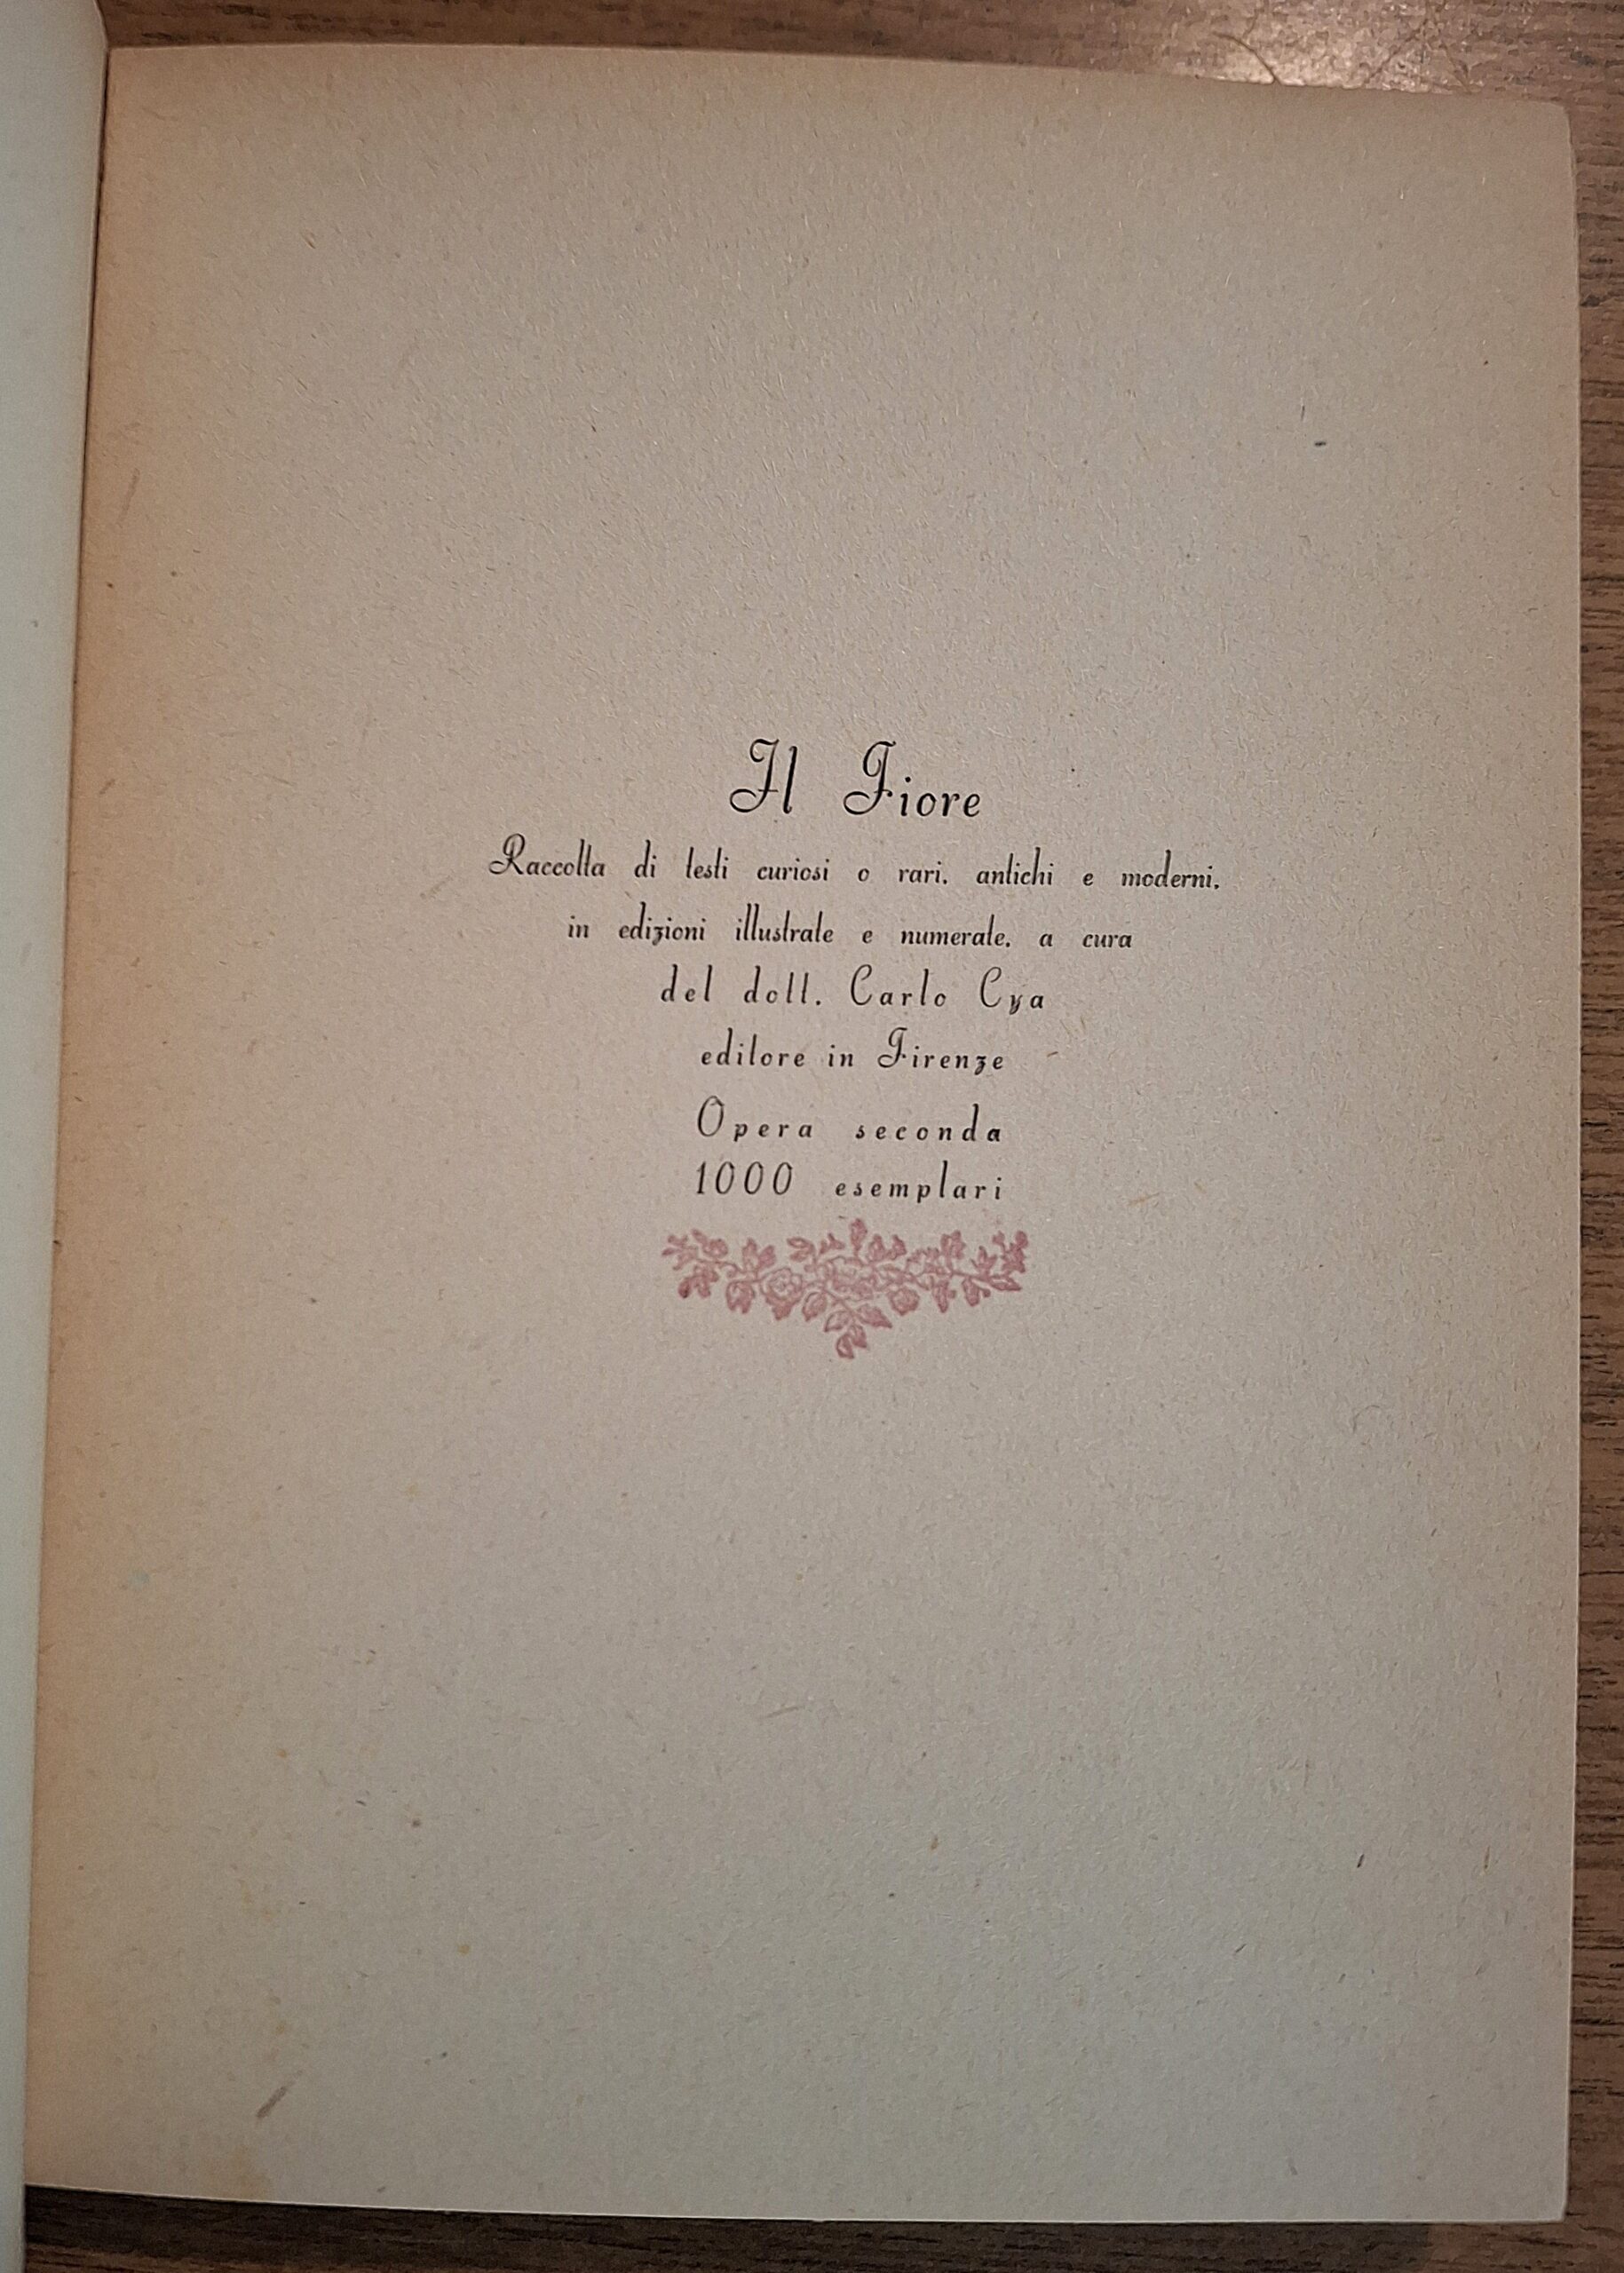 Il Fiore
Raccolta di testi curiosi o rari, antichi e moderni,
in edizioni illustrate e numerate, a cura
del dott. Carlo Cya
editore in Firenze
Opera seconda
1000 esemplari